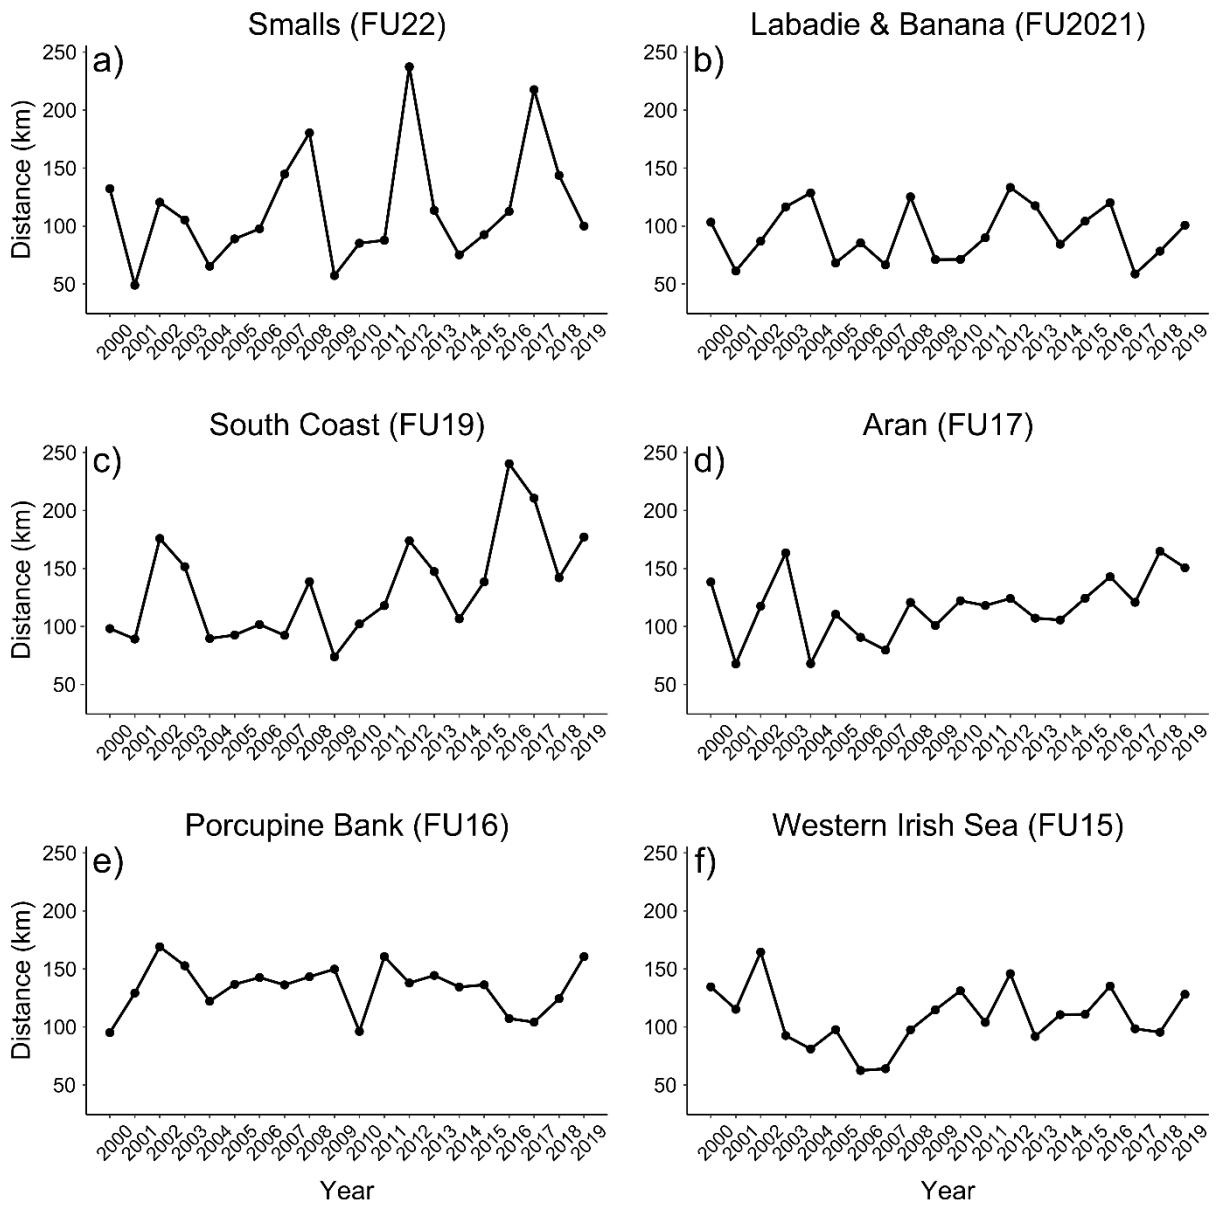 Smalls (FU22)
a)
Distance (km)
250
200
150
100
50
2000 2001 2002 2003 2004 2005 2006 2007 2008 2009 2010 2011 2012 2013 2014 2015 2016 2017 2018 2019
Labadie & Banana (FU2021)
b)
250
200
150
100
50
2000 2001 2002 2003 2004 2005 2006 2007 2008 2009 2010 2011 2012 2013 2014 2015 2016 2017 2018 2019
South Coast (FU19)
c)
Distance (km)
250
200
150
100
50
2000 2001 2002 2003 2004 2005 2006 2007 2008 2009 2010 2011 2012 2013 2014 2015 2016 2017 2018 2019
Aran (FU17)
d)
250
200
150
100
50
2000 2001 2002 2003 2004 2005 2006 2007 2008 2009 2010 2011 2012 2013 2014 2015 2016 2017 2018 2019
Porcupine Bank (FU16)
e)
Distance (km)
250
200
150
100
50
2000 2001 2002 2003 2004 2005 2006 2007 2008 2009 2010 2011 2012 2013 2014 2015 2016 2017 2018 2019
Year
Western Irish Sea (FU15)
f)
250
200
150
100
50
2000 2001 2002 2003 2004 2005 2006 2007 2008 2009 2010 2011 2012 2013 2014 2015 2016 2017 2018 2019
Year